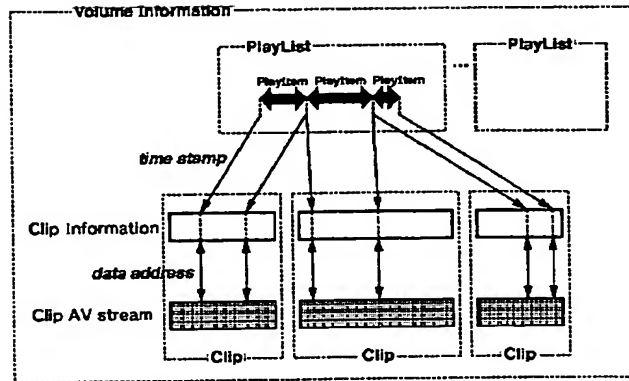 Volume Information
PlayList
PlayList
PlayItem PlayItem PlayItem
...
time stamp
Clip Information
data address
Clip AV stream
Clip
Clip
Clip